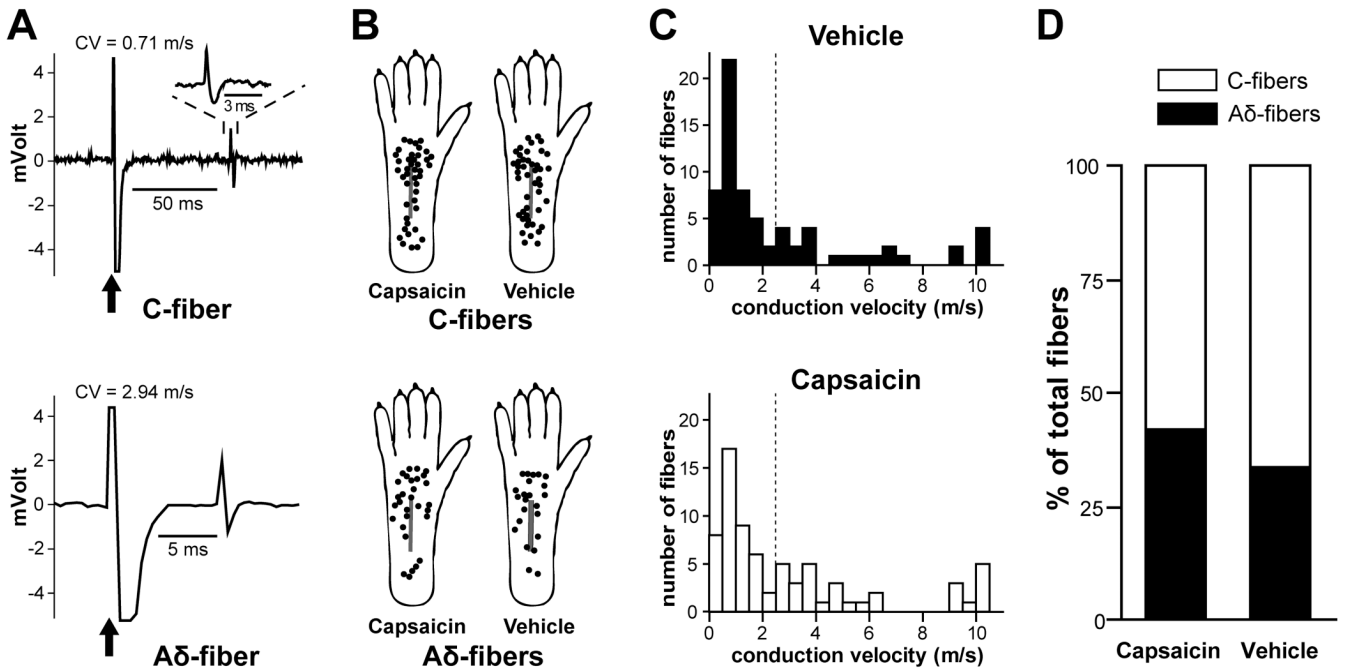 A
CV = 0.71 m/s
4
2
0
-2
-4
mVolt
3 ms
50 ms
C-fiber
CV = 2.94 m/s
4
2
0
-2
-4
mVolt
5 ms
Aδ-fiber
B
Capsaicin Vehicle
C-fibers
Capsaicin Vehicle
Aδ-fibers
C
Vehicle
number of fibers
20
15
10
5
0
0 2 4 6 8 10
conduction velocity (m/s)
Capsaicin
number of fibers
20
15
10
5
0
0 2 4 6 8 10
conduction velocity (m/s)
D
C-fibers
Aδ-fibers
% of total fibers
100
75
50
25
0
Capsaicin Vehicle